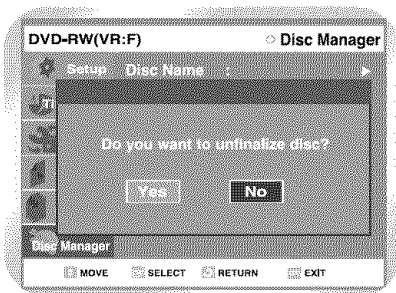 DVD-RW(VR:F) Disc Manager
Setup Disc Name :
Do you want to unfinalize disc?
Yes No
Disc Manager
MOVE SELECT RETURN EXIT